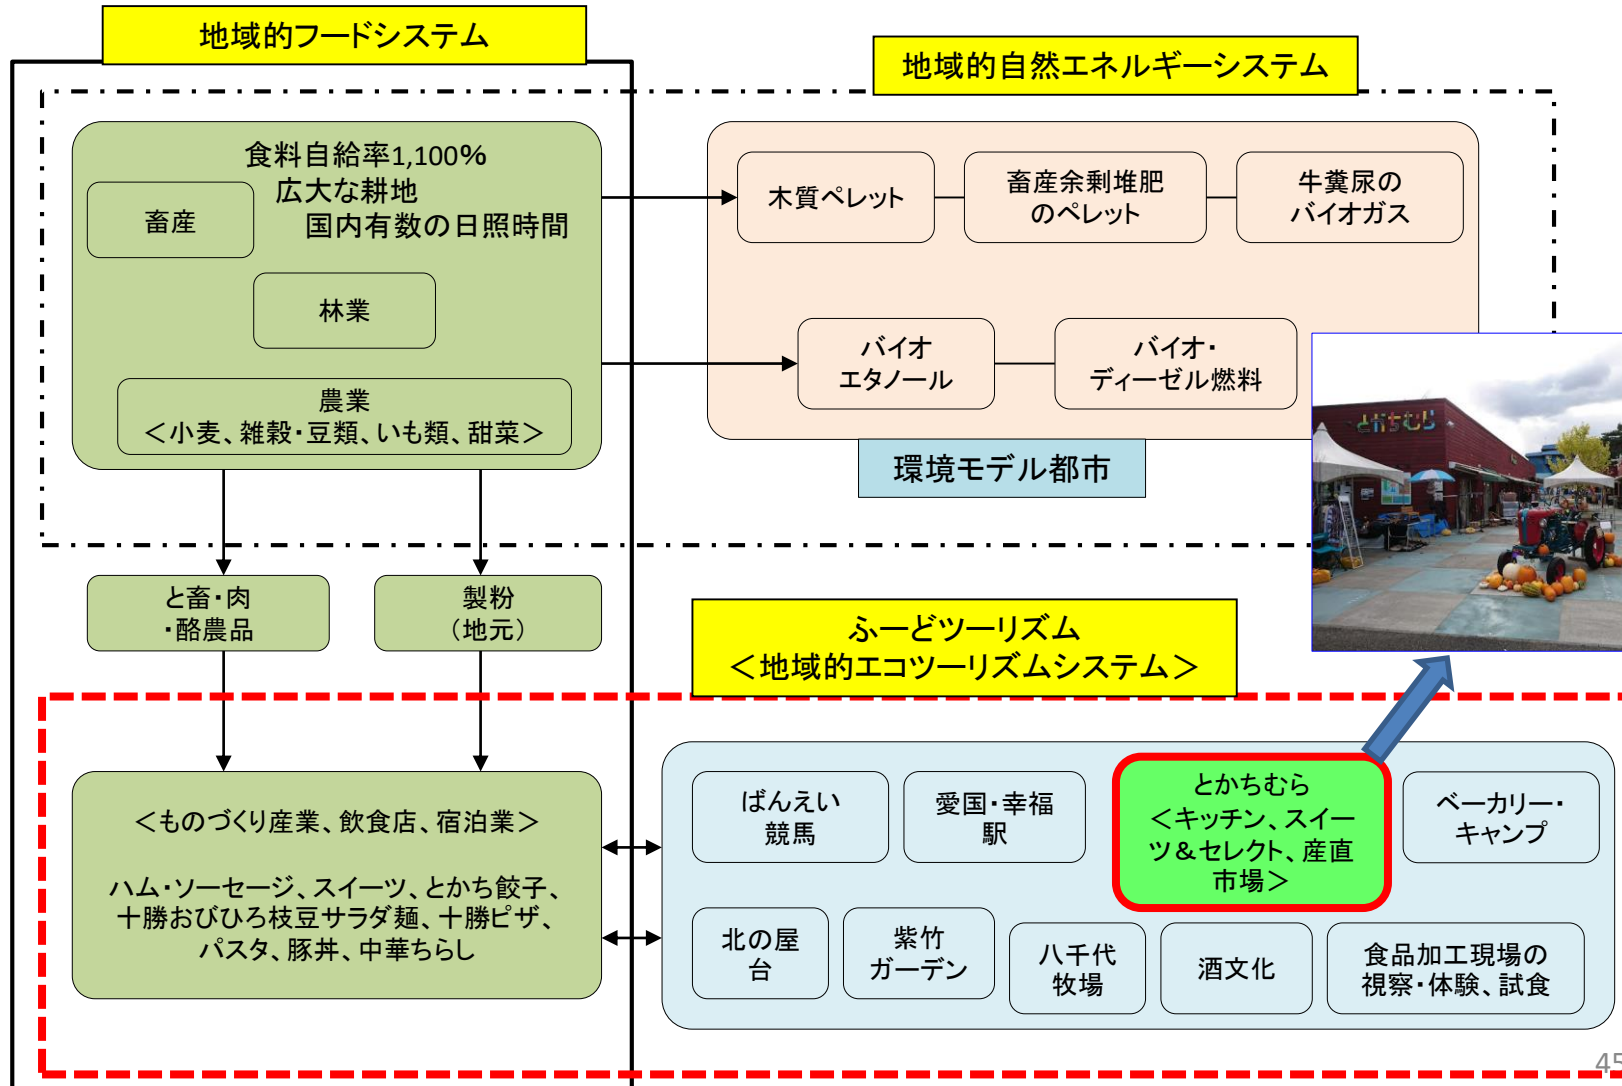 地域的フードシステム
地域的自然エネルギーシステム
食料自給率1,100%
広大な耕地
国内有数の日照時間
畜産
林業
農業
＜小麦、雑穀・豆類、いも類、甜菜＞
木質ペレット
畜産余剰堆肥
のペレット
牛糞尿の
バイオガス
バイオ
エタノール
バイオ・
ディーゼル燃料
環境モデル都市
とかちむら
と畜・肉
・酪農品
製粉
（地元）
ふーどツーリズム
＜地域的エコツーリズムシステム＞
＜ものづくり産業、飲食店、宿泊業＞
ハム・ソーセージ、スイーツ、とかち餃子、
十勝おびひろ枝豆サラダ麺、十勝ピザ、
パスタ、豚丼、中華ちらし
ばんえい
競馬
愛国・幸福
駅
とかちむら
＜キッチン、スイー
ツ＆セレクト、産直
市場＞
ベーカリー・
キャンプ
北の屋
台
紫竹
ガーデン
八千代
牧場
酒文化
食品加工現場の
視察・体験、試食
45